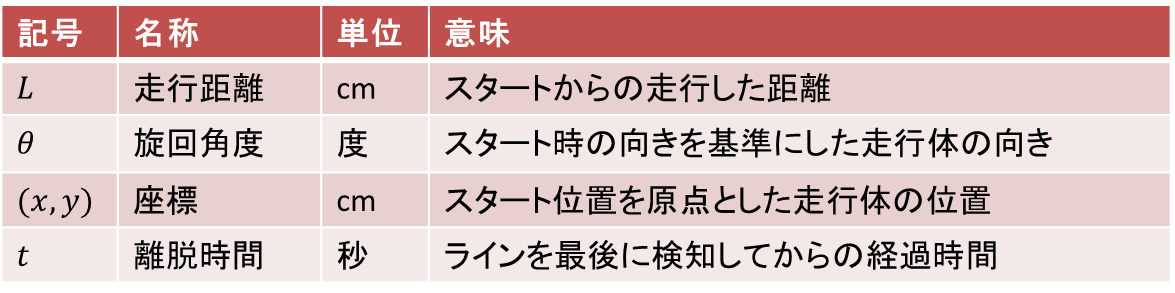 記号 名称 単位 意味
L 走行距離 cm スタートからの走行した距離
θ 旋回角度 度 スタート時の向きを基準にした走行体の向き
(x, y) 座標 cm スタート位置を原点とした走行体の位置
t 離脱時間 秒 ラインを最後に検知してからの経過時間